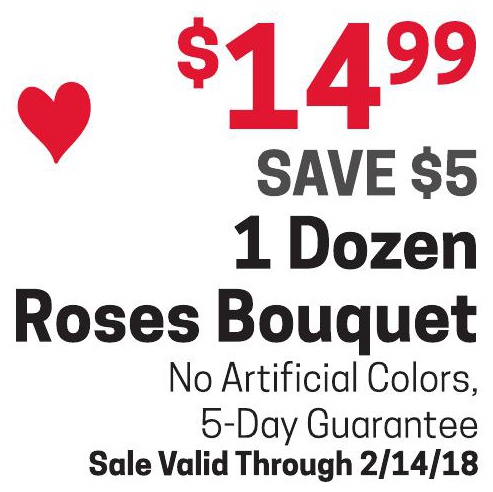 $14.99
SAVE $5
1 Dozen
Roses Bouquet
No Artificial Colors,
5-Day Guarantee
Sale Valid Through 2/14/18